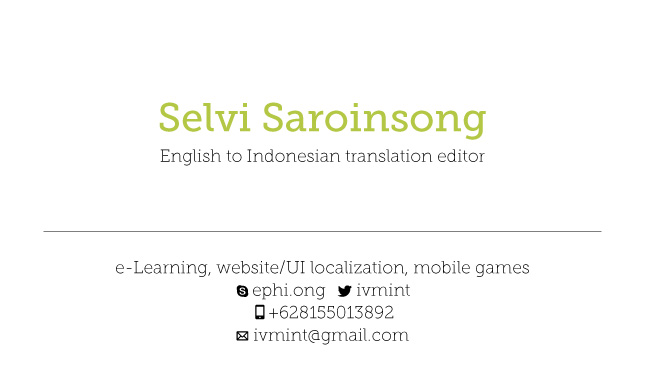 Selvi Saroinsong
English to Indonesian translation editor
e-Learning, website/UI localization, mobile games
ephi.ong ivmint
+628155013892
ivmint@gmail.com